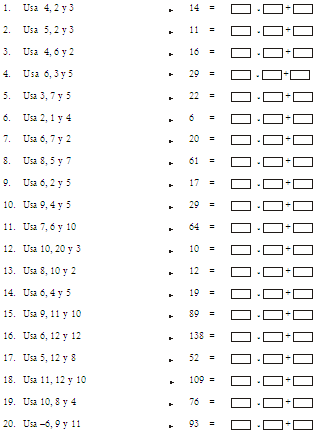 1. Usa 4, 2 y 3 ► 14 = □ . □ + □
2. Usa 5, 2 y 3 ► 11 = □ . □ + □
3. Usa 4, 6 y 2 ► 16 = □ . □ + □
4. Usa 6, 3 y 5 ► 29 = □ . □ + □
5. Usa 3, 7 y 5 ► 22 = □ . □ + □
6. Usa 2, 1 y 4 ► 6 = □ . □ + □
7. Usa 6, 7 y 2 ► 20 = □ . □ + □
8. Usa 8, 5 y 7 ► 61 = □ . □ + □
9. Usa 6, 2 y 5 ► 17 = □ . □ + □
10. Usa 9, 4 y 5 ► 29 = □ . □ + □
11. Usa 7, 6 y 10 ► 64 = □ . □ + □
12. Usa 10, 20 y 3 ► 10 = □ . □ + □
13. Usa 8, 10 y 2 ► 12 = □ . □ + □
14. Usa 6, 4 y 5 ► 19 = □ . □ + □
15. Usa 9, 11 y 10 ► 89 = □ . □ + □
16. Usa 6, 12 y 12 ► 138 = □ . □ + □
17. Usa 5, 12 y 8 ► 52 = □ . □ + □
18. Usa 11, 12 y 10 ► 109 = □ . □ + □
19. Usa 10, 8 y 4 ► 76 = □ . □ + □
20. Usa –6, 9 y 11 ► 93 = □ . □ + □